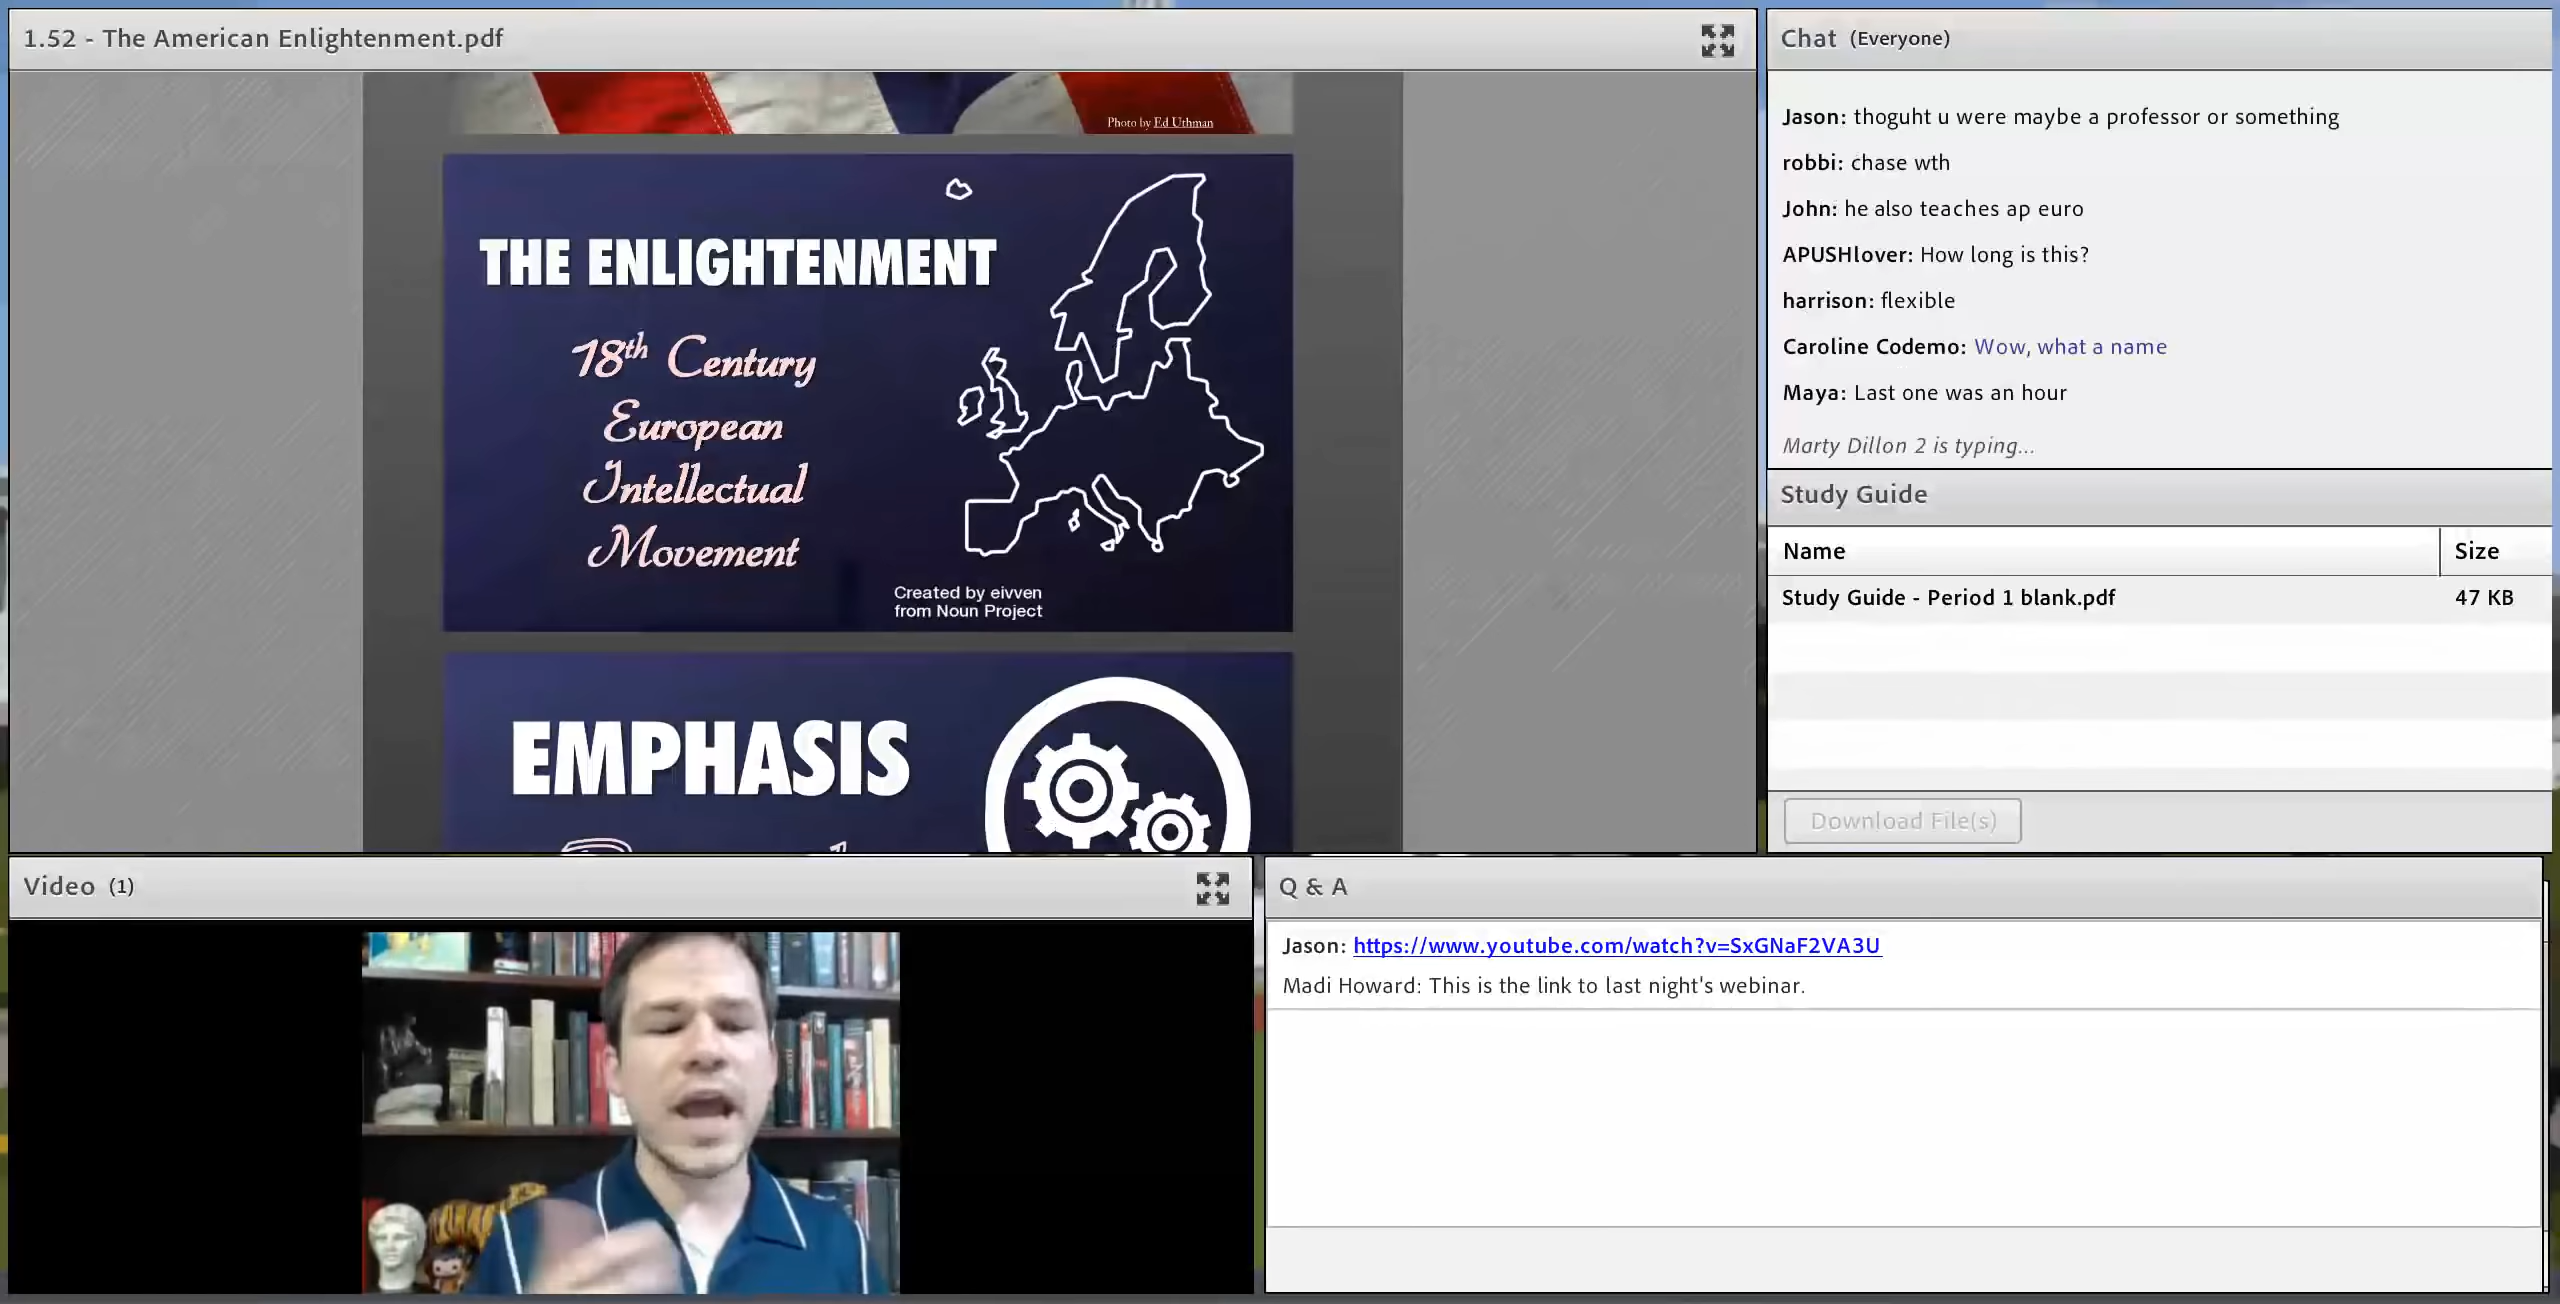 1.52 - The American Enlightenment.pdf
Photo by Ed Uthman
THE ENLIGHTENMENT
18th Century
European
Intellectual
Movement
Created by eivven
from Noun Project
EMPHASIS
Chat (Everyone)
Jason: thoguht u were maybe a professor or something
robbi: chase wth
John: he also teaches ap euro
APUSHlover: How long is this?
harrison: flexible
Caroline Codemo: Wow, what a name
Maya: Last one was an hour
Marty Dillon 2 is typing...
Study Guide
Name Size
Study Guide - Period 1 blank.pdf 47 KB
Download File(s)
Video (1)
Q & A
Jason: https://www.youtube.com/watch?v=SxGNaF2VA3U
Madi Howard: This is the link to last night's webinar.